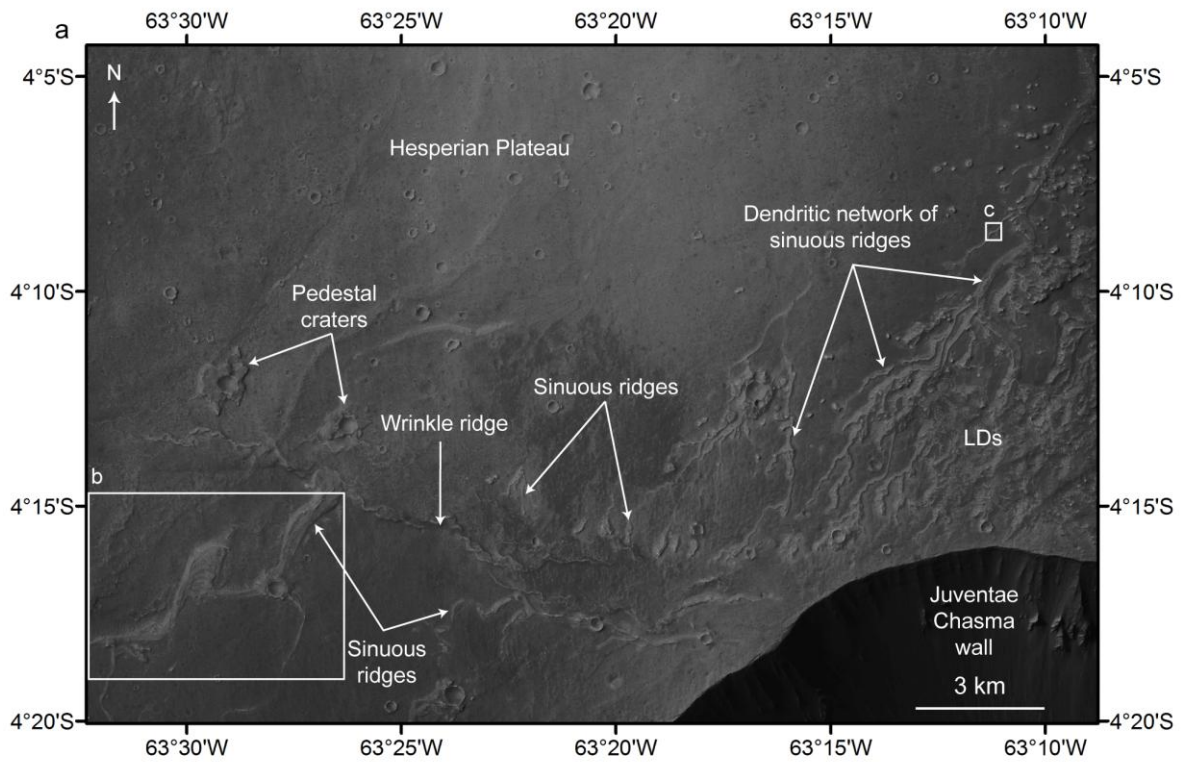 a
63°30'W 63°25'W 63°20'W 63°15'W 63°10'W
4°5'S 4°5'S
N
Hesperian Plateau
c
Dendritic network of
sinuous ridges
4°10'S 4°10'S
Pedestal
craters
Sinuous ridges
Wrinkle ridge
LDs
b
4°15'S 4°15'S
Juventae
Chasma
wall
Sinuous
ridges
3 km
4°20'S 4°20'S
63°30'W 63°25'W 63°20'W 63°15'W 63°10'W